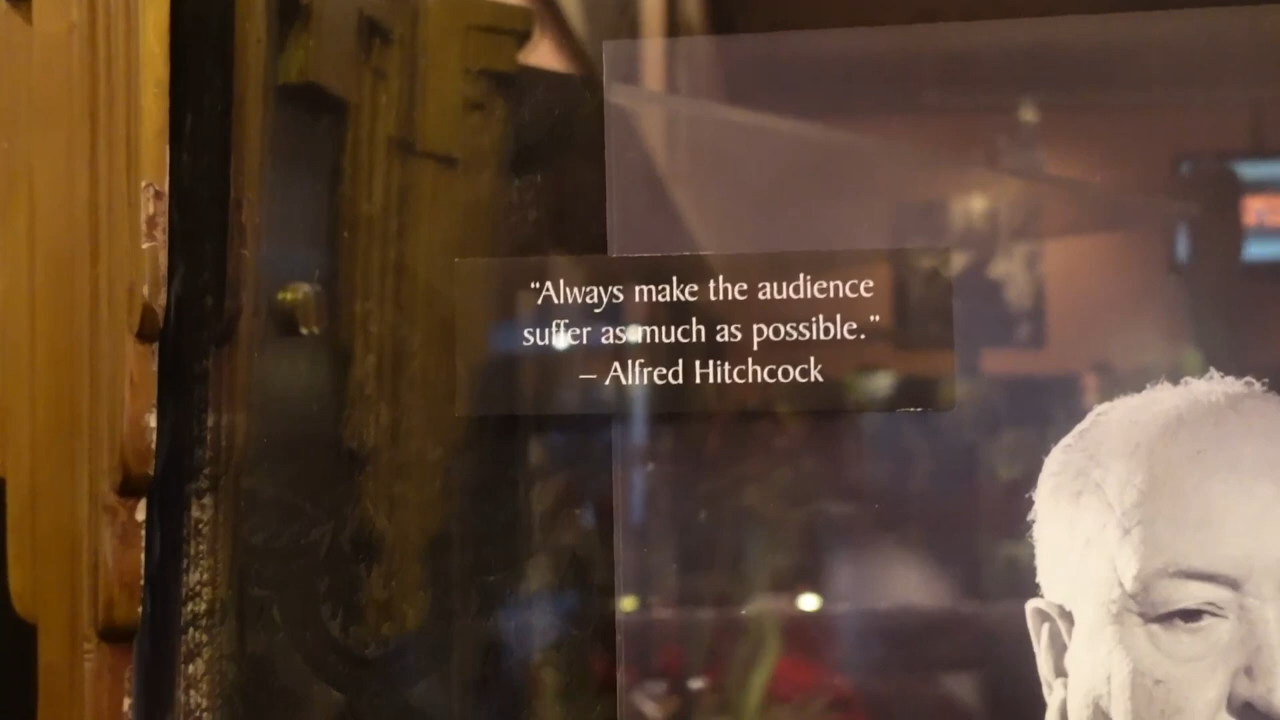 “Always make the audience
suffer as much as possible.”
– Alfred Hitchcock